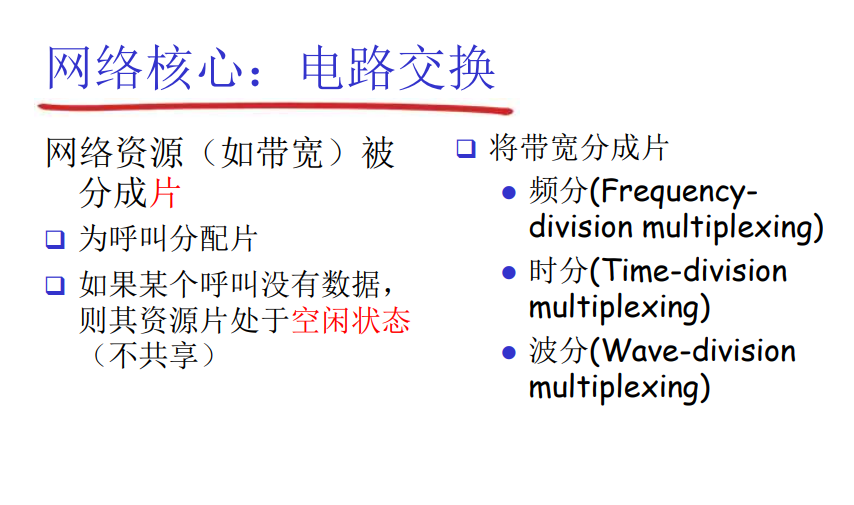 网络核心：电路交换
网络资源（如带宽）被
分成片
为呼叫分配片
如果某个呼叫没有数据，
则其资源片处于空闲状态
（不共享）
将带宽分成片
频分(Frequency-
division multiplexing)
时分(Time-division
multiplexing)
波分(Wave-division
multiplexing)